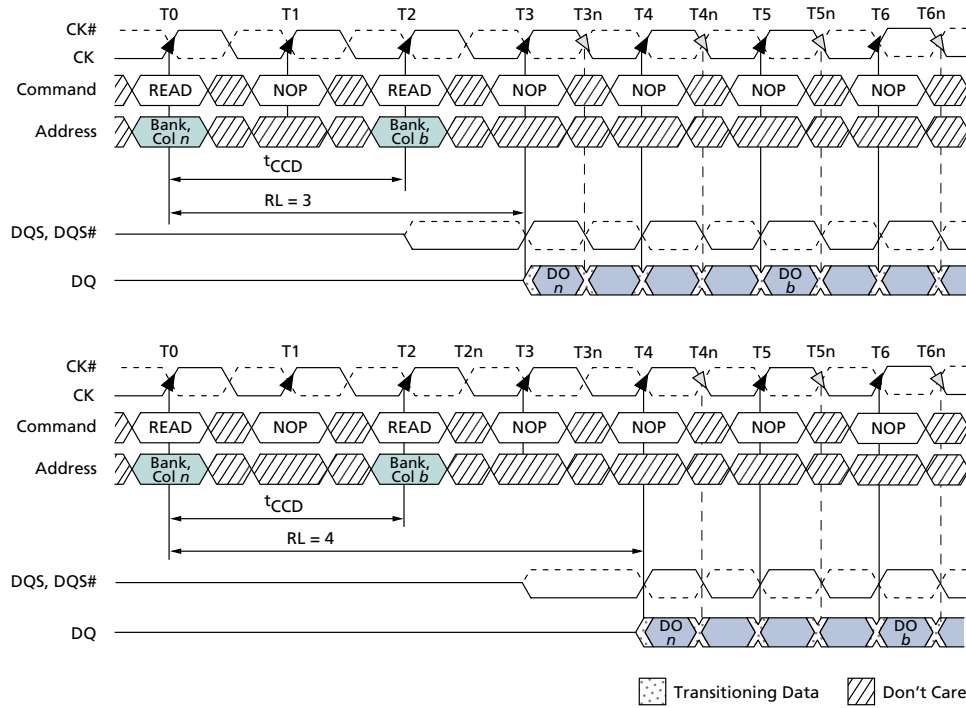 T0 T1 T2 T3 T3n T4 T4n T5 T5n T6 T6n
CK#
CK
Command READ NOP READ NOP NOP NOP NOP
Address Bank, Col n Bank, Col b
tCCD
RL = 3
DQS, DQS#
DQ DO n DO b
T0 T1 T2 T2n T3 T3n T4 T4n T5 T5n T6 T6n
CK#
CK
Command READ NOP READ NOP NOP NOP NOP
Address Bank, Col n Bank, Col b
tCCD
RL = 4
DQS, DQS#
DQ DO n DO b
Transitioning Data Don't Care